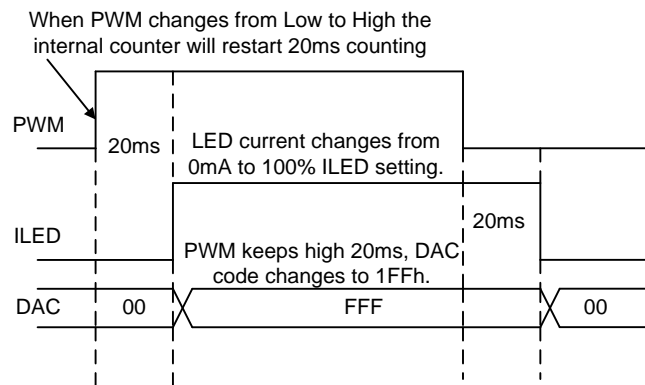 When PWM changes from Low to High the
internal counter will restart 20ms counting
PWM
20ms
LED current changes from
0mA to 100% ILED setting.
20ms
ILED
PWM keeps high 20ms, DAC
code changes to 1FFh.
DAC
00
FFF
00